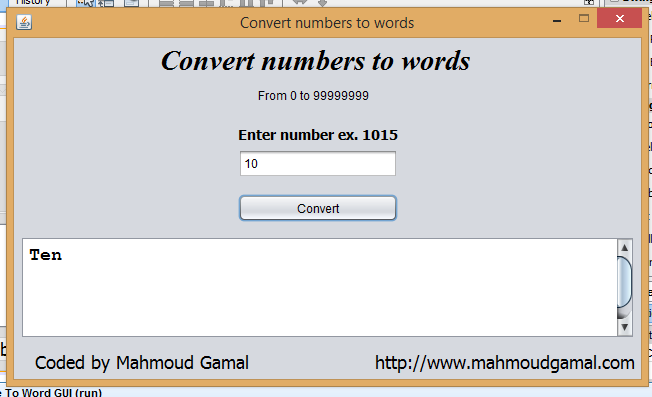 History
Convert numbers to words
Convert numbers to words
From 0 to 99999999
Enter number ex. 1015
10
Convert
Ten
Coded by Mahmoud Gamal
http://www.mahmoudgamal.com
To Word GUI (run)